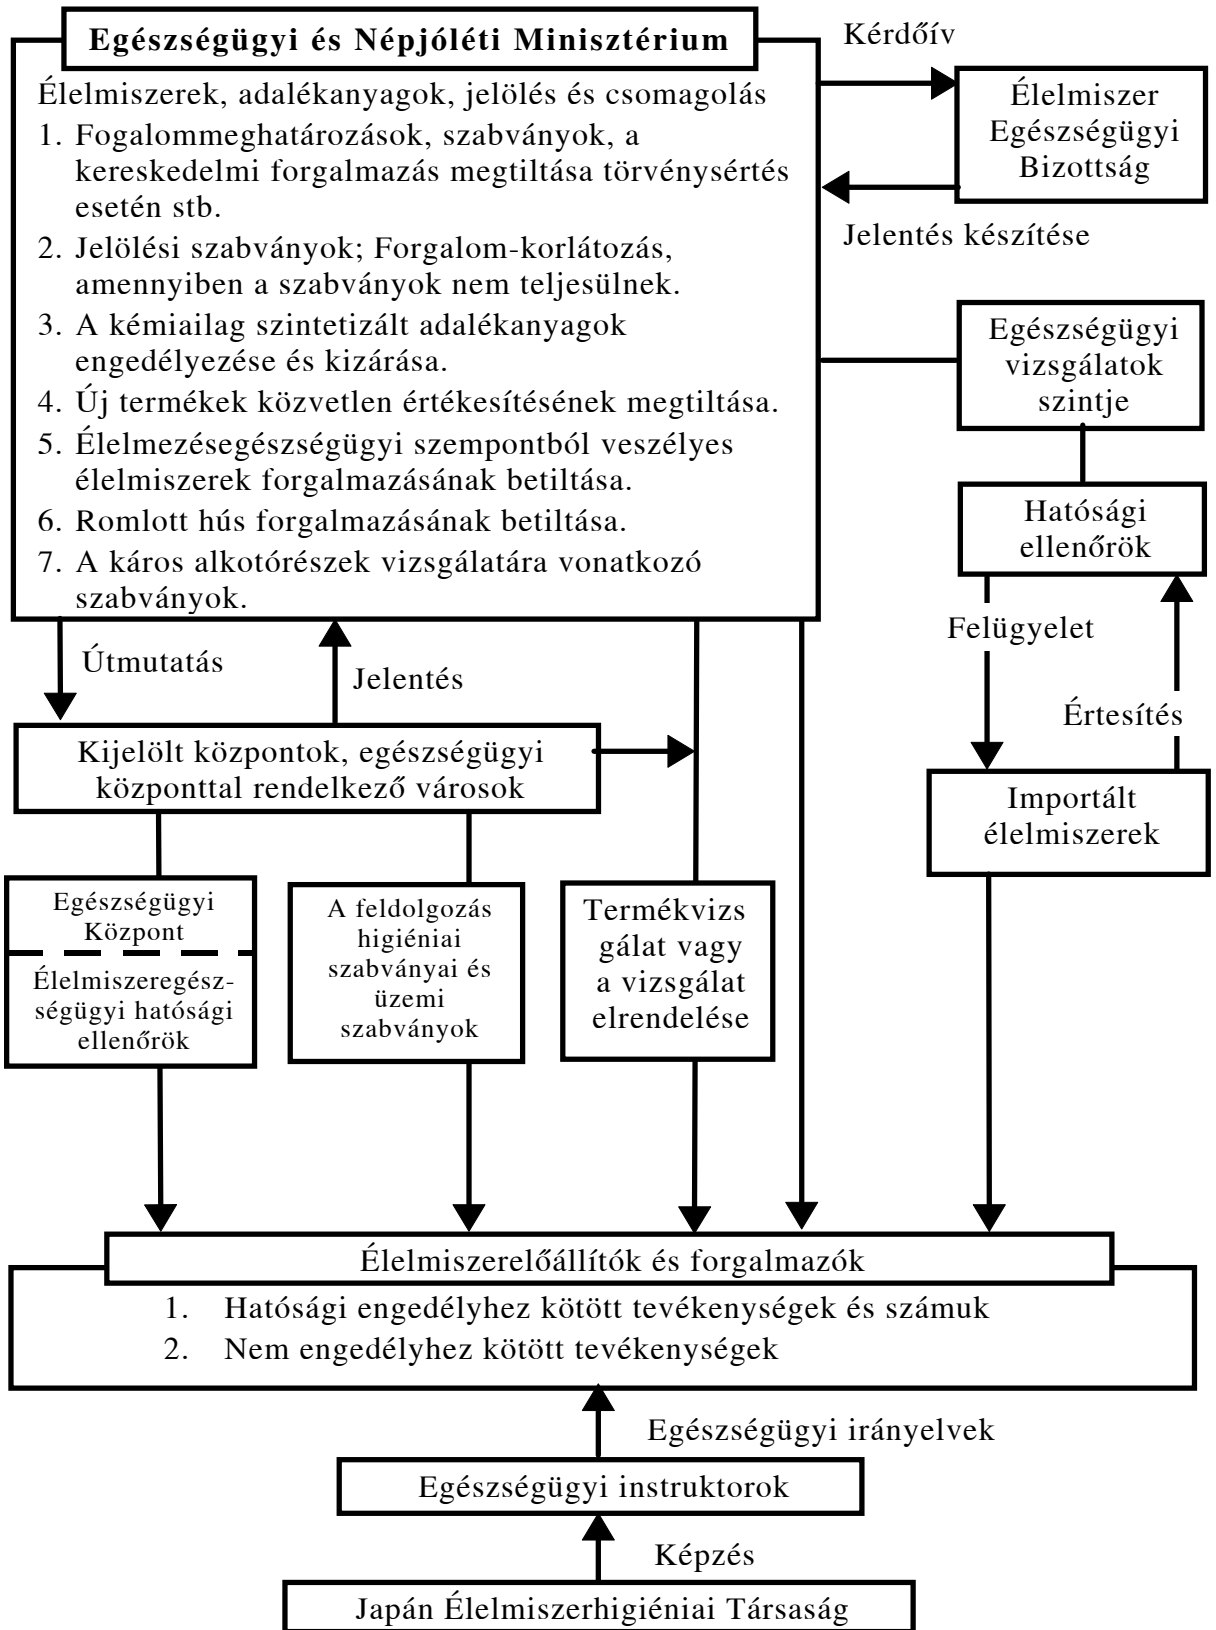 Egészségügyi és Népjóléti Minisztérium
Élelmiszerek, adalékanyagok, jelölés és csomagolás
1. Fogalommeghatározások, szabványok, a
kereskedelmi forgalmazás megtiltása törvénysértés
esetén stb.
2. Jelölési szabványok; Forgalom-korlátozás,
amennyiben a szabványok nem teljesülnek.
3. A kémiailag szintetizált adalékanyagok
engedélyezése és kizárása.
4. Új termékek közvetlen értékesítésének megtiltása.
5. Élelmezésegészségügyi szempontból veszélyes
élelmiszerek forgalmazásának betiltása.
6. Romlott hús forgalmazásának betiltása.
7. A káros alkotórészek vizsgálatára vonatkozó
szabványok.
Kérdőív
Élelmiszer
Egészségügyi
Bizottság
Jelentés készítése
Egészségügyi
vizsgálatok
szintje
Hatósági
ellenőrök
Felügyelet
Értesítés
Importált
élelmiszerek
Útmutatás
Jelentés
Kijelölt központok, egészségügyi
központtal rendelkező városok
Egészségügyi
Központ
Élelmiszeregész-
ségügyi hatósági
ellenőrök
A feldolgozás
higiéniai
szabványai és
üzemi
szabványok
Termékvizs
gálat vagy
a vizsgálat
elrendelése
Élelmiszerelőállítók és forgalmazók
1. Hatósági engedélyhez kötött tevékenységek és számuk
2. Nem engedélyhez kötött tevékenységek
Egészségügyi irányelvek
Egészségügyi instruktorok
Képzés
Japán Élelmiszerhigiéniai Társaság